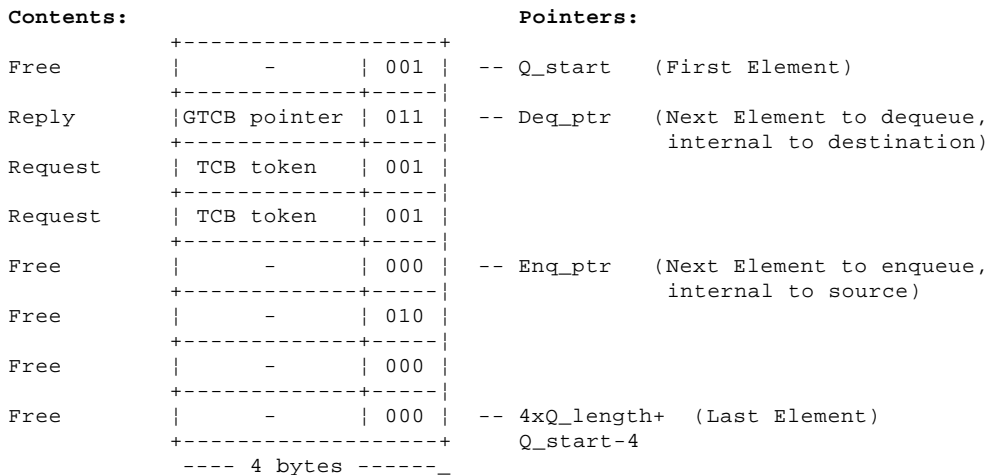 Contents:                                  Pointers:
              +-------------------+
Free          ¦      -      | 001 |  -- Q_start   (First Element)
              +-------------+-----¦
Reply         ¦GTCB pointer | 011 |  -- Deq_ptr   (Next Element to dequeue,
              +-------------+-----¦                internal to destination)
Request       ¦ TCB token   | 001 |
              +-------------+-----¦
Request       ¦ TCB token   | 001 |
              +-------------+-----¦
Free          ¦      -      | 000 |  -- Enq_ptr   (Next Element to enqueue,
              +-------------+-----¦                internal to source)
Free          ¦      -      | 010 |
              +-------------+-----¦
Free          ¦      -      | 000 |
              +-------------+-----¦
Free          ¦      -      | 000 |  -- 4xQ_length+  (Last Element)
              +-------------------+     Q_start-4
               ---- 4 bytes ------_